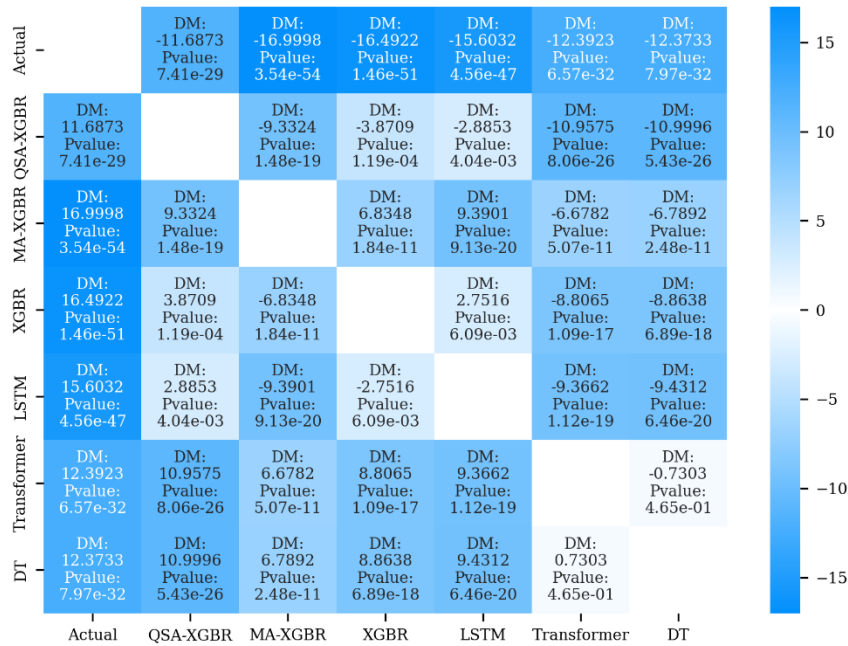 Actual
DM: DM: DM: DM: DM: DM:
-11.6873 -16.9998 -16.4922 -15.6032 -12.3923 -12.3733
Pvalue: Pvalue: Pvalue: Pvalue: Pvalue: Pvalue:
7.41e-29 3.54e-54 1.46e-51 4.56e-47 6.57e-32 7.97e-32
QSA-XGBR
DM: DM: DM: DM: DM: DM:
11.6873 -9.3324 -3.8709 -2.8853 -10.9575 -10.9996
Pvalue: Pvalue: Pvalue: Pvalue: Pvalue: Pvalue:
7.41e-29 1.48e-19 1.19e-04 4.04e-03 8.06e-26 5.43e-26
MA-XGBR
DM: DM: DM: DM: DM: DM:
16.9998 9.3324 6.8348 9.3901 -6.6782 -6.7892
Pvalue: Pvalue: Pvalue: Pvalue: Pvalue: Pvalue:
3.54e-54 1.48e-19 1.84e-11 9.13e-20 5.07e-11 2.48e-11
XGBR
DM: DM: DM: DM: DM: DM:
16.4922 3.8709 -6.8348 2.7516 -8.8065 -8.8638
Pvalue: Pvalue: Pvalue: Pvalue: Pvalue: Pvalue:
1.46e-51 1.19e-04 1.84e-11 6.09e-03 1.09e-17 6.89e-18
LSTM
DM: DM: DM: DM: DM: DM:
15.6032 2.8853 -9.3901 -2.7516 -9.3662 -9.4312
Pvalue: Pvalue: Pvalue: Pvalue: Pvalue: Pvalue:
4.56e-47 4.04e-03 9.13e-20 6.09e-03 1.12e-19 6.46e-20
Transformer
DM: DM: DM: DM: DM: DM:
12.3923 10.9575 6.6782 8.8065 9.3662 -0.7303
Pvalue: Pvalue: Pvalue: Pvalue: Pvalue: Pvalue:
6.57e-32 8.06e-26 5.07e-11 1.09e-17 1.12e-19 4.65e-01
DT
DM: DM: DM: DM: DM: DM:
12.3733 10.9996 6.7892 8.8638 9.4312 0.7303
Pvalue: Pvalue: Pvalue: Pvalue: Pvalue: Pvalue:
7.97e-32 5.43e-26 2.48e-11 6.89e-18 6.46e-20 4.65e-01
Actual QSA-XGBR MA-XGBR XGBR LSTM Transformer DT
15
10
5
0
−5
−10
−15